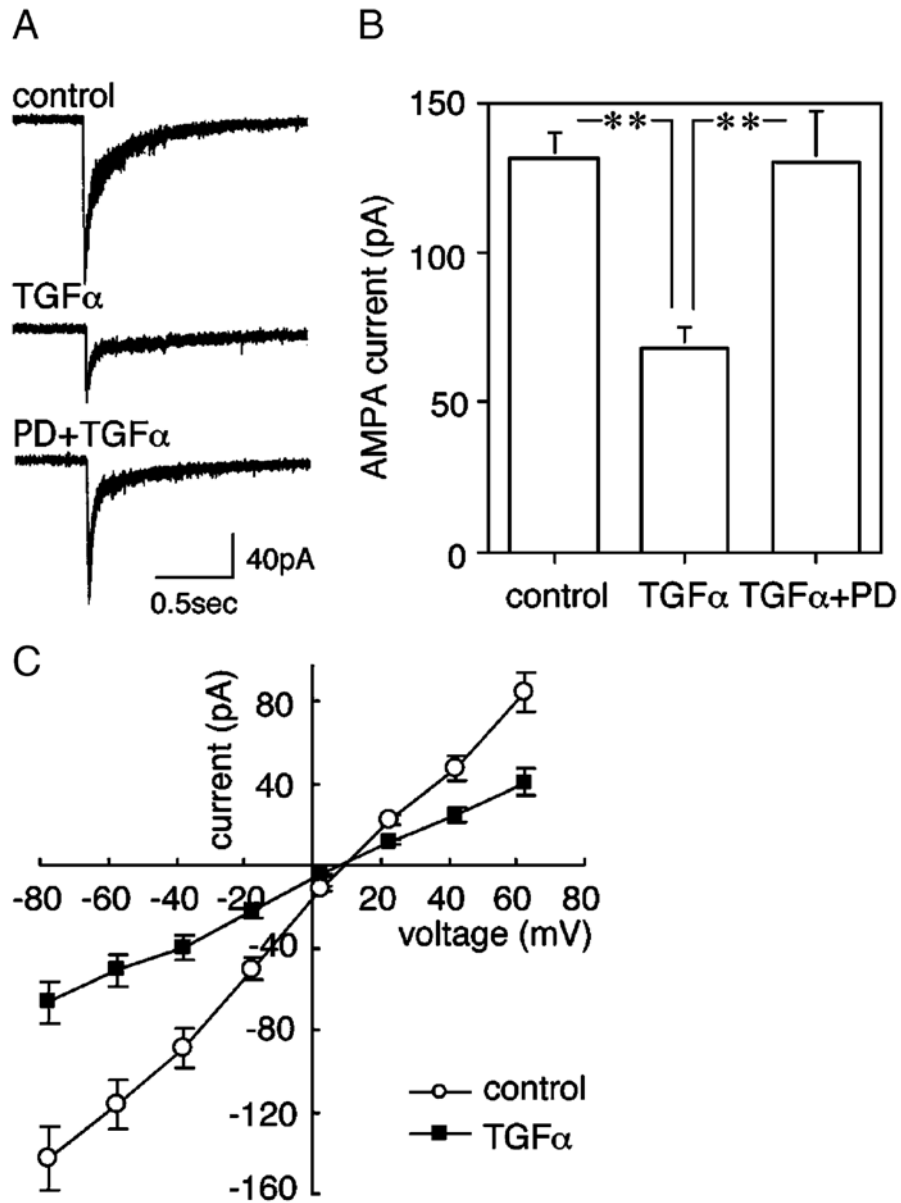 A
control
TGFα
PD+TGFα
40pA
0.5sec
B
150
100
50
0
AMPA current (pA)
** **
control TGFα TGFα+PD
C
current (pA)
80
40
-80 -60 -40 -20 20 40 60 80
voltage (mV)
-40
-80
-120
-160
control
TGFα